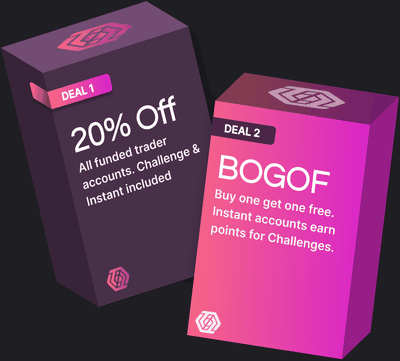 DEAL 1
20% Off
All funded trader
accounts. Challenge &
Instant included
DEAL 2
BOGOF
Buy one get one free.
Instant accounts earn
points for Challenges.